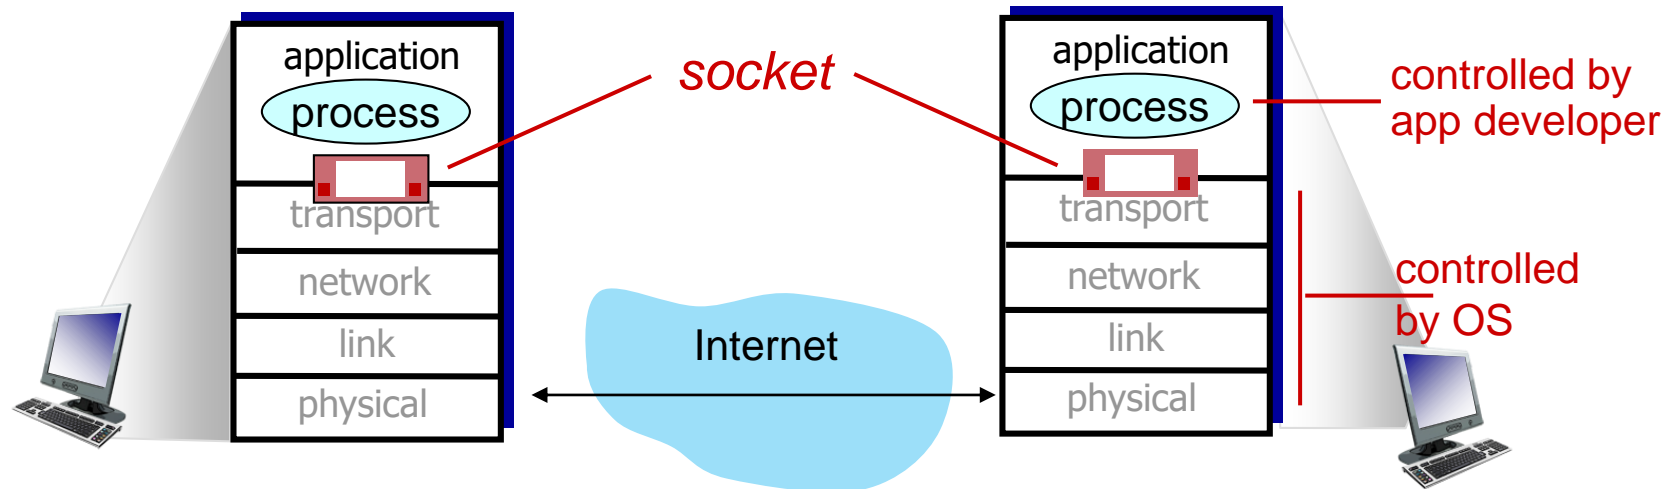 application
process
transport
network
link
physical
socket
Internet
application
process
transport
network
link
physical
controlled by
app developer
controlled
by OS